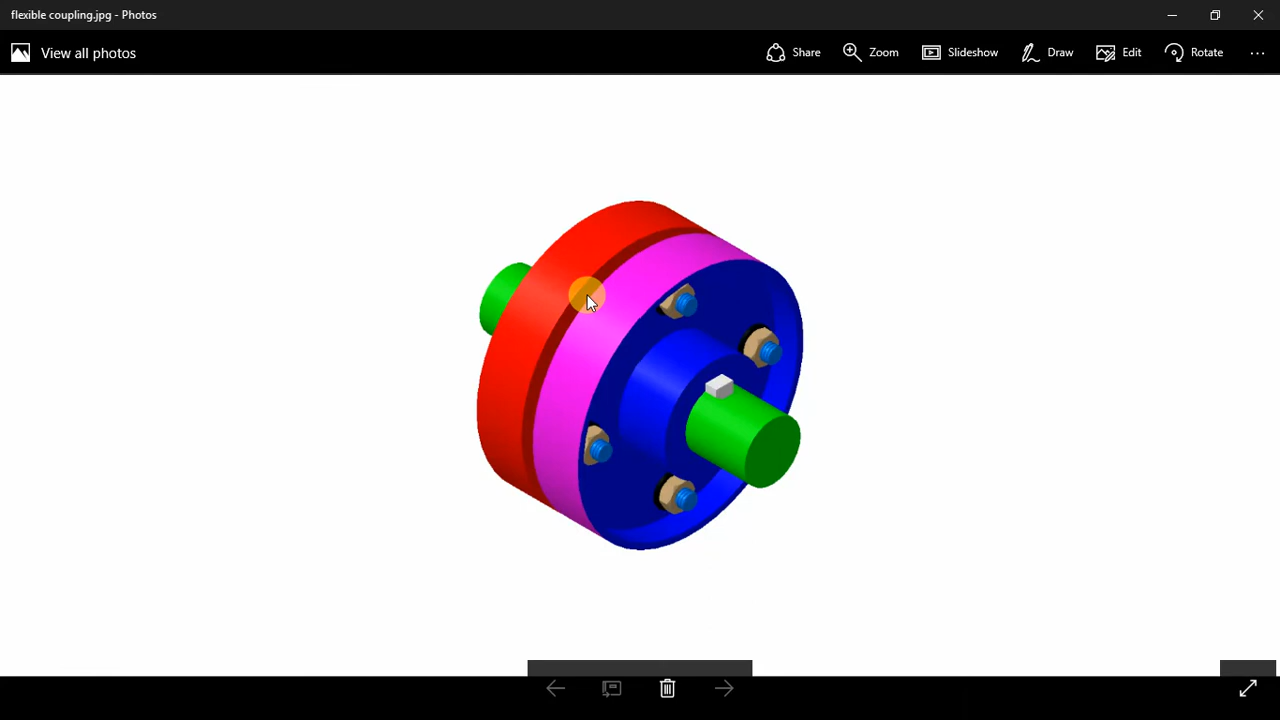 flexible coupling.jpg - Photos
View all photos
Share
Zoom
Slideshow
Draw
Edit
Rotate